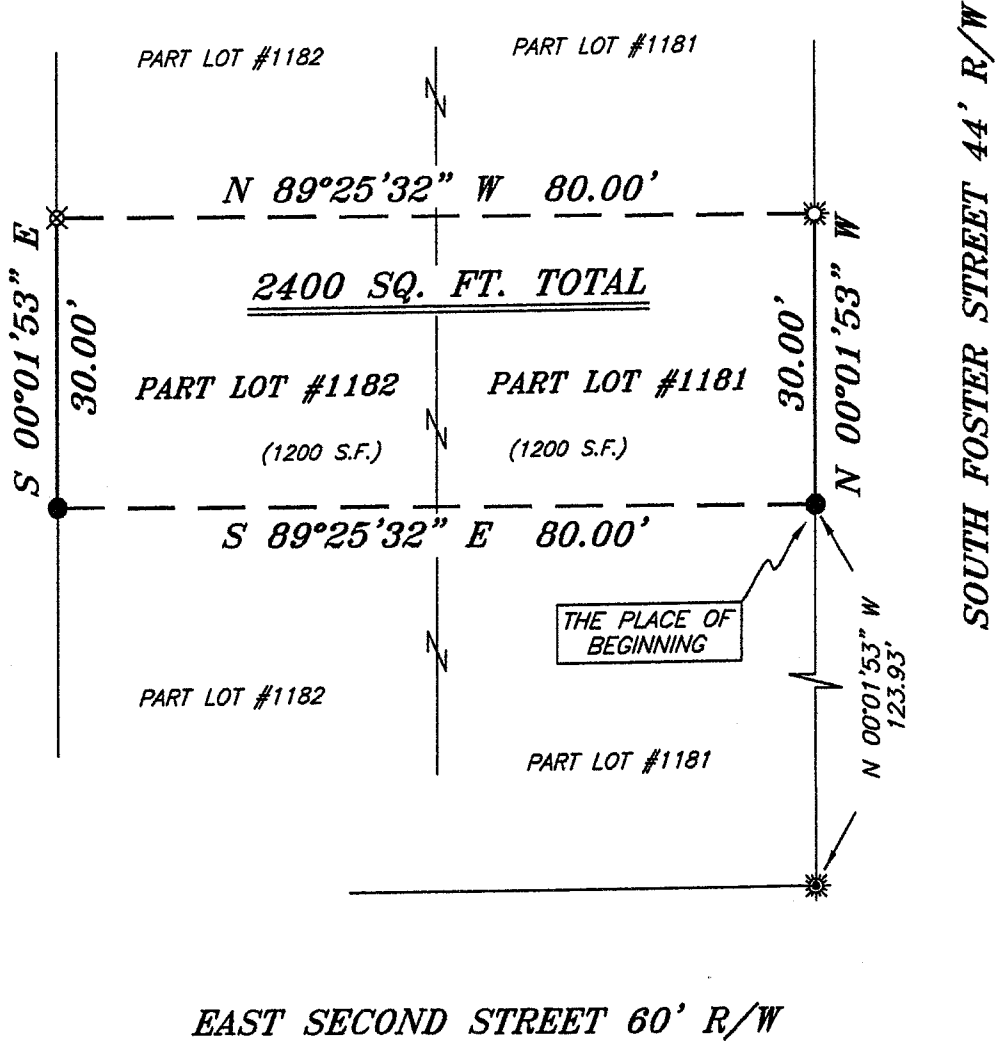 PART LOT #1182
PART LOT #1181
SOUTH FOSTER STREET 44' R/W
N 89°25'32" W 80.00'
S 00°01'53" E
30.00'
2400 SQ. FT. TOTAL
30.00'
N 00°01'53" W
PART LOT #1182
PART LOT #1181
(1200 S.F.)
(1200 S.F.)
S 89°25'32" E 80.00'
THE PLACE OF
BEGINNING
N 00°01'53" W
123.93'
PART LOT #1182
PART LOT #1181
EAST SECOND STREET 60' R/W